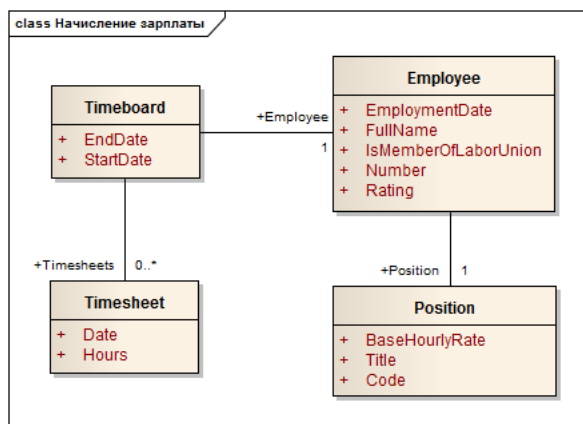 class Начисление зарплаты
Timeboard
+ EndDate
+ StartDate
+Employee
1
Employee
+ EmploymentDate
+ FullName
+ IsMemberOfLaborUnion
+ Number
+ Rating
+Timesheets 0..*
+Position 1
Timesheet
+ Date
+ Hours
Position
+ BaseHourlyRate
+ Title
+ Code